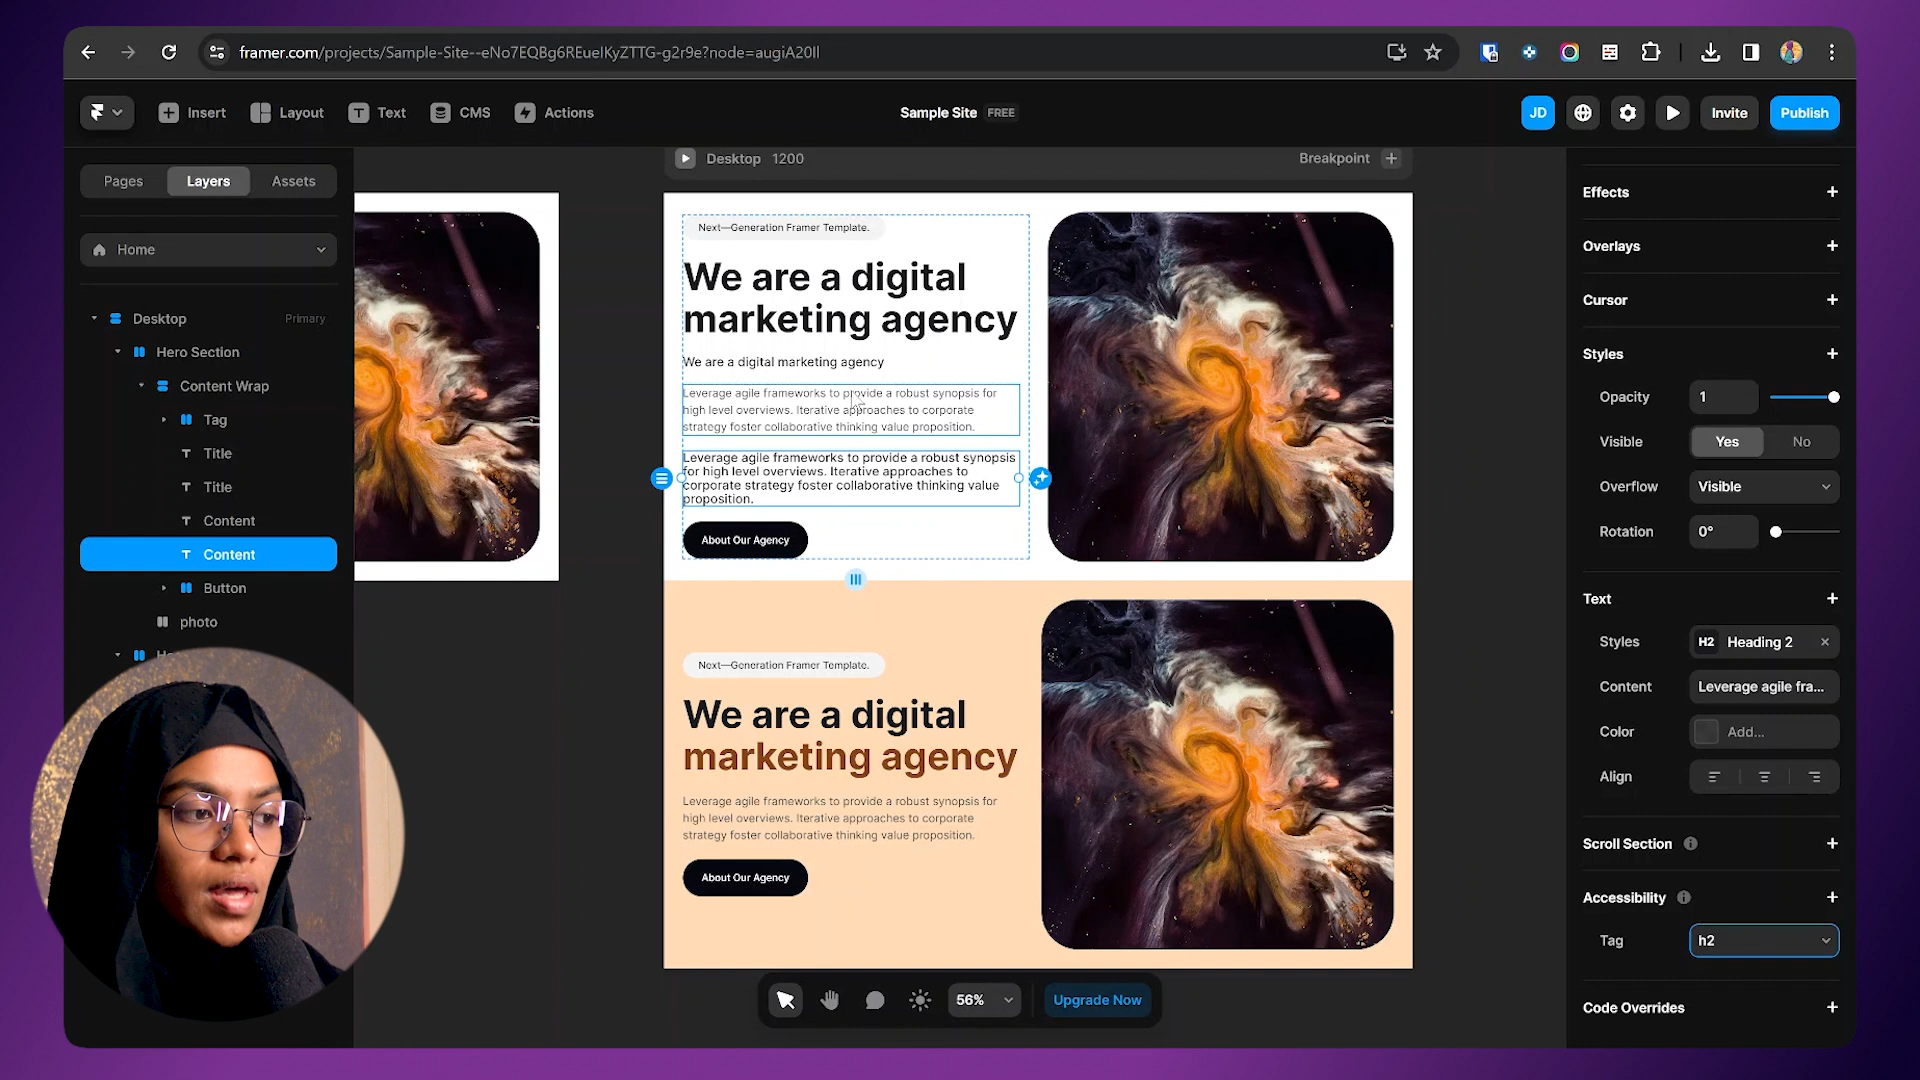 framer.com/projects/Sample-Site--eNo7EQBg6REuelKyZTTG-g2r9e?node=augiA20Il
Insert
Layout
Text
CMS
Actions
Sample Site FREE
JD
Invite
Publish
Pages
Layers
Assets
Home
Desktop Primary
Hero Section
Content Wrap
Tag
Title
Title
Content
Content
Button
photo
Desktop 1200
Breakpoint
Next—Generation Framer Template.
We are a digital
marketing agency
We are a digital marketing agency
Leverage agile frameworks to provide a robust synopsis for
high level overviews. Iterative approaches to corporate
strategy foster collaborative thinking value proposition.
Leverage agile frameworks to provide a robust synopsis
for high level overviews. Iterative approaches to
corporate strategy foster collaborative thinking value
proposition.
About Our Agency
Next—Generation Framer Template.
We are a digital
marketing agency
Leverage agile frameworks to provide a robust synopsis for
high level overviews. Iterative approaches to corporate
strategy foster collaborative thinking value proposition.
About Our Agency
56%
Upgrade Now
Effects
Overlays
Cursor
Styles
Opacity 1
Visible Yes No
Overflow Visible
Rotation 0°
Text
Styles H2 Heading 2
Content Leverage agile fra...
Color Add...
Align
Scroll Section
Accessibility
Tag h2
Code Overrides